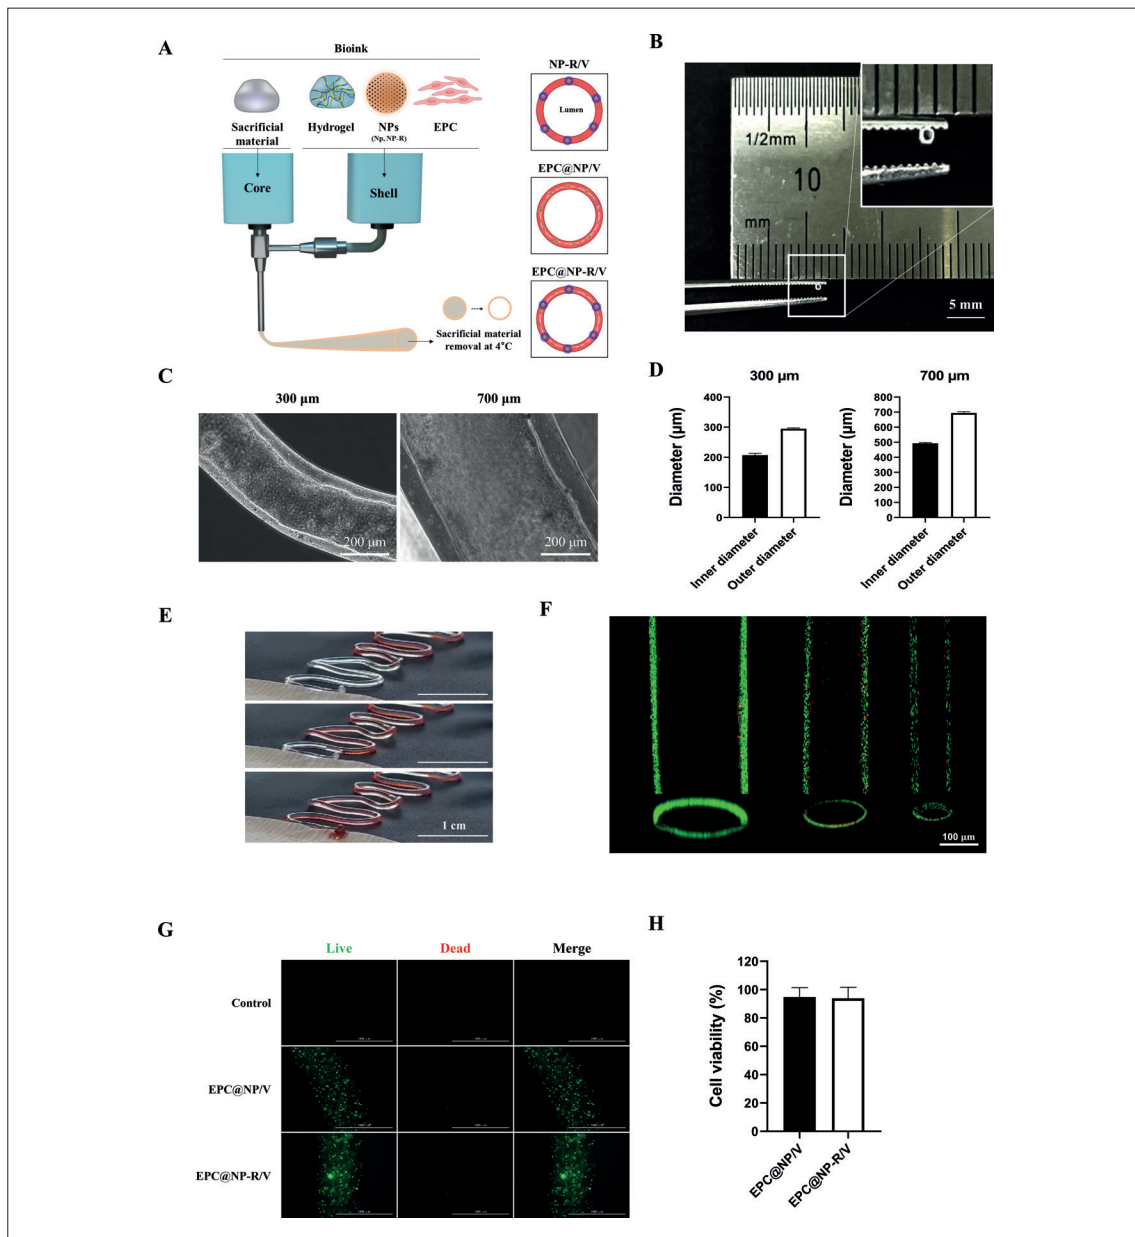 A
Bioink
Sacrificial
material
Hydrogel
NPs
(Np, NP-R)
EPC
Core
Shell
Sacrificial material
removal at 4°C
NP-R/V
Lumen
EPC@NP/V
EPC@NP-R/V
B
1/2mm
10
mm
5 mm
C
300 µm
700 µm
200 µm
200 µm
D
300 µm
Diameter (µm)
400
300
200
100
0
Inner diameter
Outer diameter
700 µm
Diameter (µm)
800
700
600
500
400
300
200
100
0
Inner diameter
Outer diameter
E
1 cm
F
100 µm
G
Live
Dead
Merge
Control
EPC@NP/V
EPC@NP-R/V
H
Cell viability (%)
120
100
80
60
40
20
0
EPC@NP/V
EPC@NP-R/V